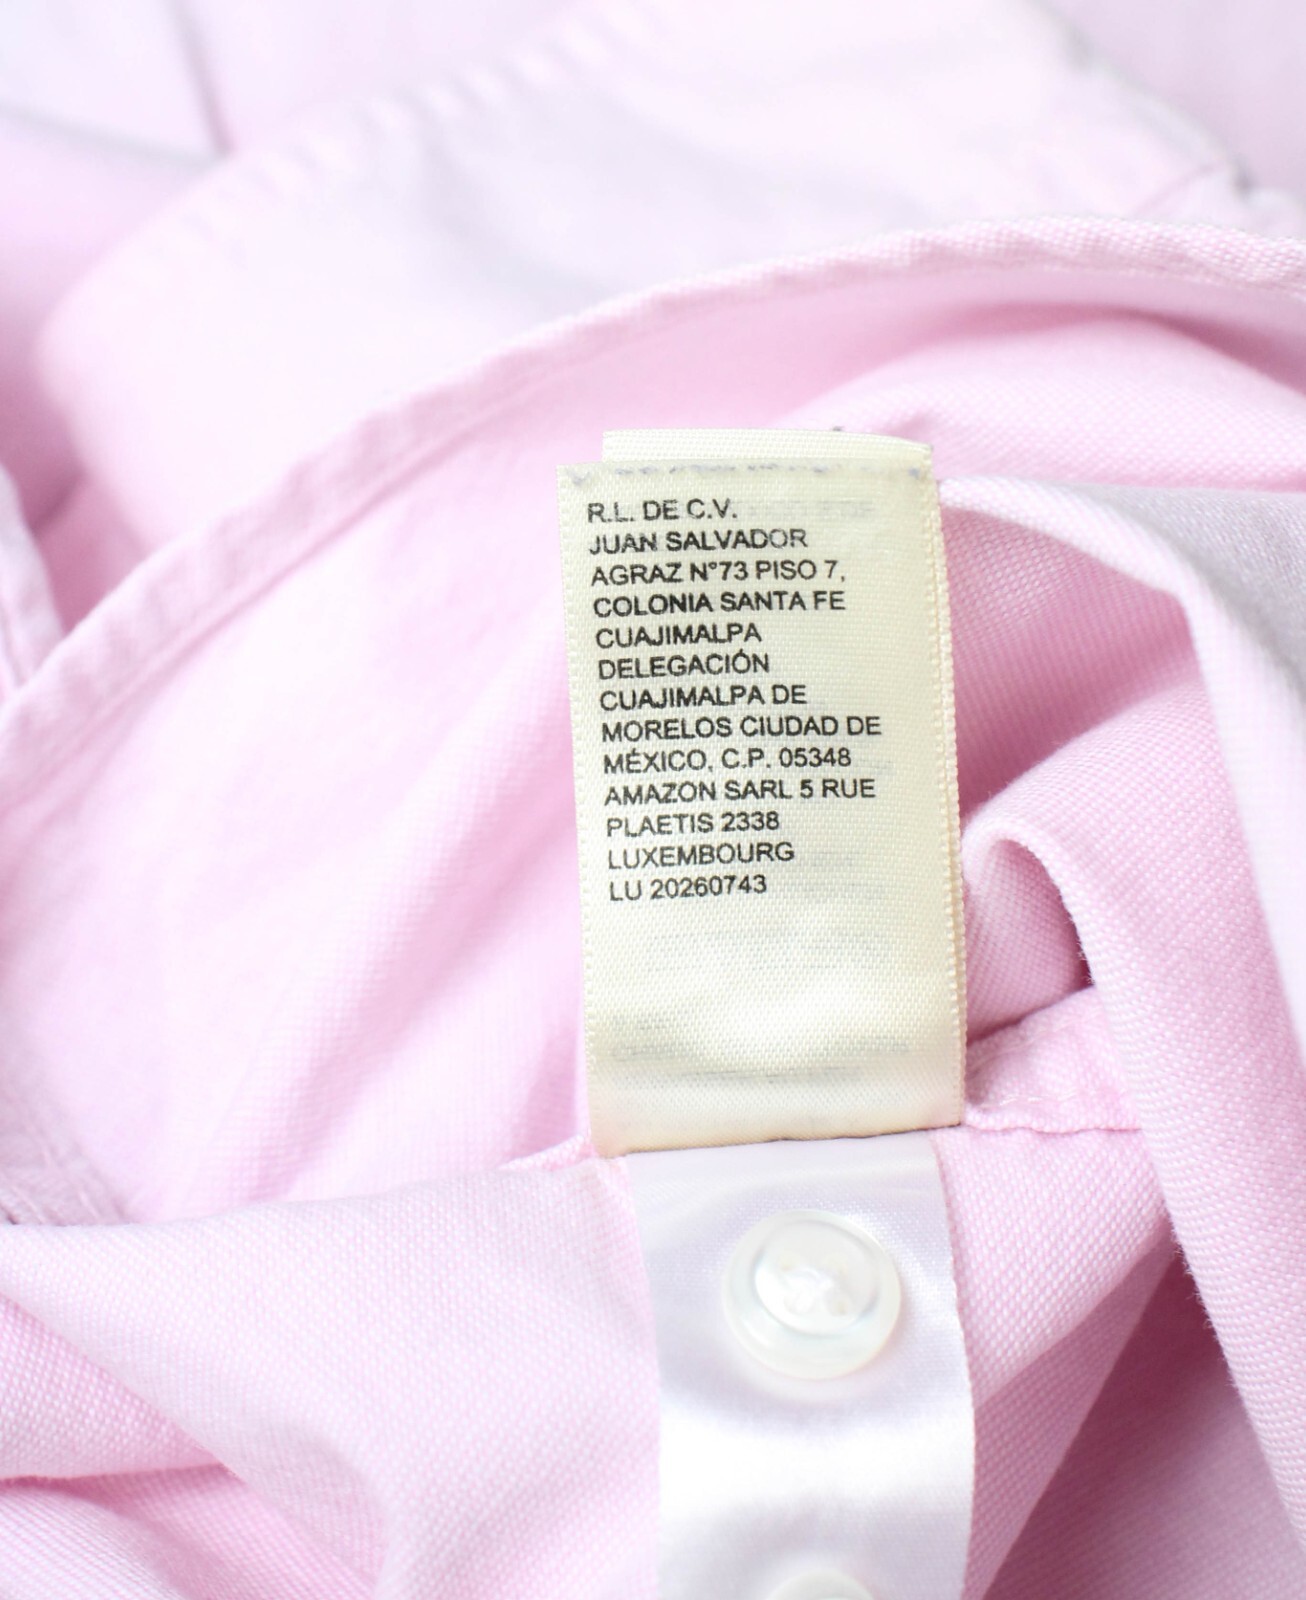 R.L. DE C.V.
JUAN SALVADOR
AGRAZ N°73 PISO 7,
COLONIA SANTA FE
CUAJIMALPA
DELEGACIÓN
CUAJIMALPA DE
MORELOS CIUDAD DE
MÉXICO, C.P. 05348
AMAZON SARL 5 RUE
PLAETIS 2338
LUXEMBOURG
LU 20260743